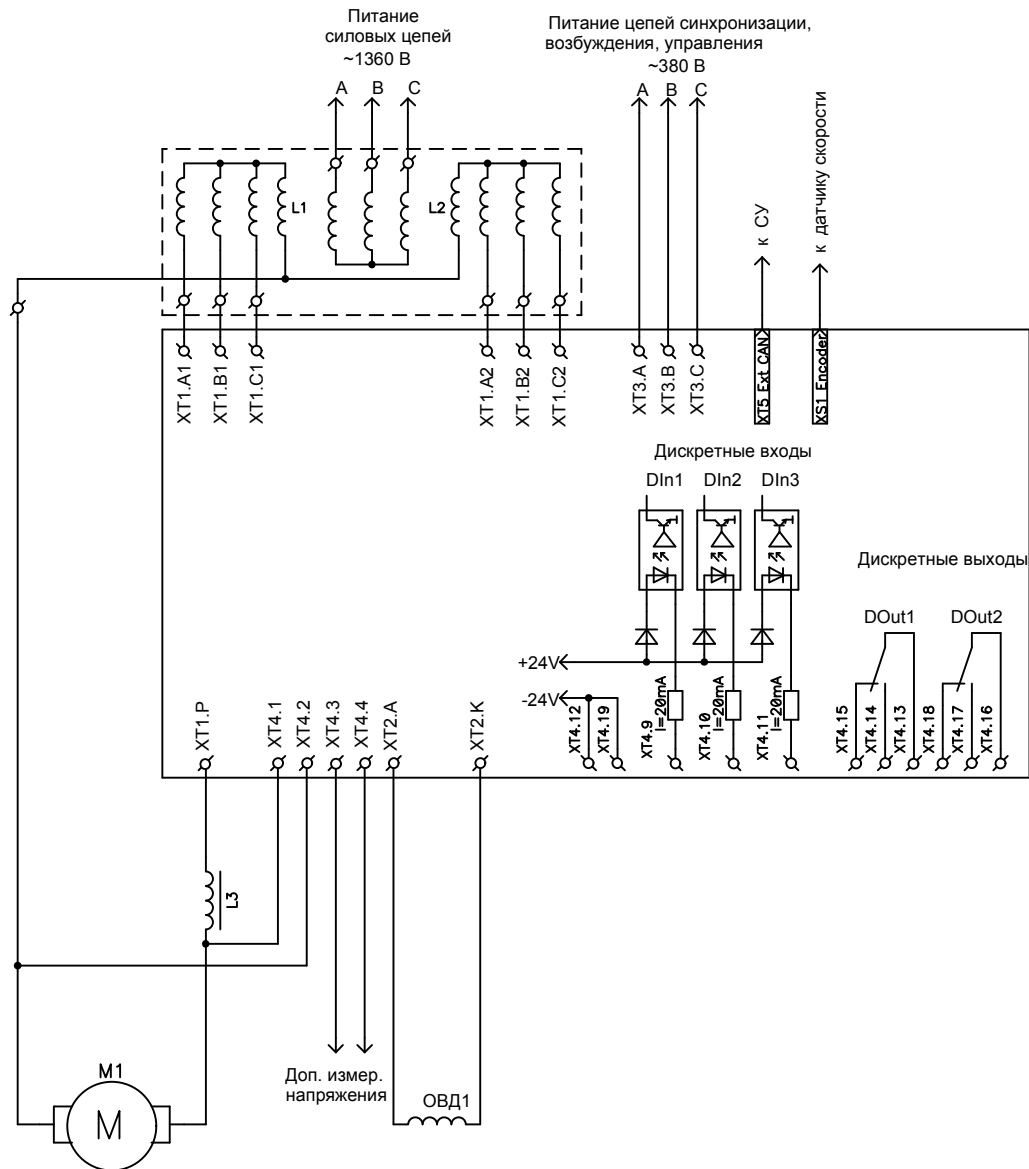 Питание
силовых цепей
~1360 В
A B C
Питание цепей синхронизации,
возбуждения, управления
~380 В
A B C
к СУ
к датчику скорости
L1
L2
XT1.A1
XT1.B1
XT1.C1
XT1.A2
XT1.B2
XT1.C2
XT3.A
XT3.B
XT3.C
XT5 Ext CAN
XS1 Encoder
Дискретные входы
DIn1 DIn2 DIn3
Дискретные выходы
DOut1 DOut2
+24V
-24V
XT1.P
XT4.1
XT4.2
XT4.3
XT4.4
XT2.A
XT2.K
XT4.12
XT4.19
XT4.9
I=20mA
XT4.10
I=20mA
XT4.11
I=20mA
XT4.15
XT4.14
XT4.13
XT4.18
XT4.17
XT4.16
L3
M1
M
Доп. измер.
напряжения
ОВД1